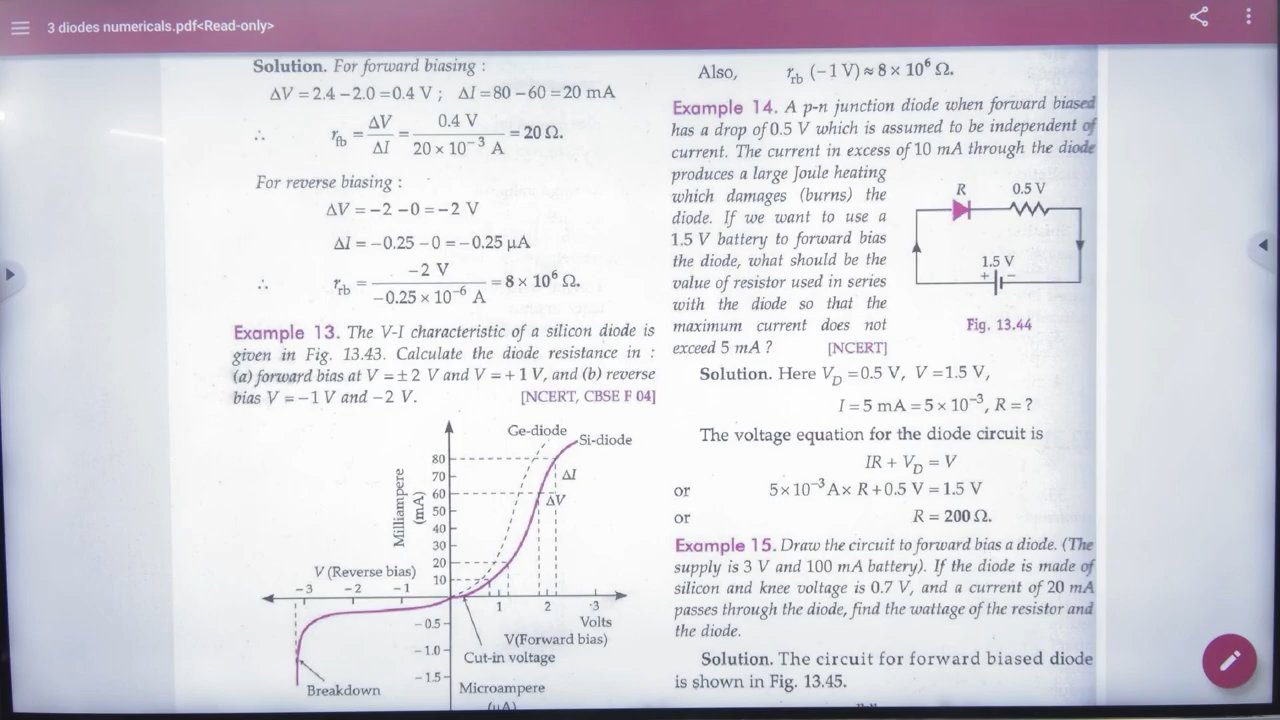 3 diodes numericals.pdf<Read-only>
Solution. For forward biasing :
ΔV = 2.4 – 2.0 = 0.4 V ; ΔI = 80 – 60 = 20 mA
∴ r_fb = ΔV/ΔI = 0.4 V/20 × 10⁻³ A = 20 Ω.
For reverse biasing :
ΔV = –2 – 0 = –2 V
ΔI = –0.25 – 0 = –0.25 µA
∴ r_rb = –2 V/–0.25 × 10⁻⁶ A = 8 × 10⁶ Ω.
Example 13. The V-I characteristic of a silicon diode is
given in Fig. 13.43. Calculate the diode resistance in :
(a) forward bias at V = ± 2 V and V = + 1 V, and (b) reverse
bias V = –1 V and –2 V. [NCERT, CBSE F 04]
Ge-diode
Si-diode
80
70
60
50
40
30
20
10
ΔI
ΔV
Milliampere
(mA)
V (Reverse bias)
–3 –2 –1
1 2 3
Volts
V(Forward bias)
Cut-in voltage
–0.5
–1.0
–1.5
Breakdown
Microampere
(µA)
Also, r_rb (–1 V) ≈ 8 × 10⁶ Ω.
Example 14. A p-n junction diode when forward biased
has a drop of 0.5 V which is assumed to be independent of
current. The current in excess of 10 mA through the diode
produces a large Joule heating
which damages (burns) the
diode. If we want to use a
1.5 V battery to forward bias
the diode, what should be the
value of resistor used in series
with the diode so that the
maximum current does not
exceed 5 mA ? [NCERT]
R 0.5 V
1.5 V
+ –
Fig. 13.44
Solution. Here V_D = 0.5 V, V = 1.5 V,
I = 5 mA = 5 × 10⁻³, R = ?
The voltage equation for the diode circuit is
IR + V_D = V
or 5 × 10⁻³ A × R + 0.5 V = 1.5 V
or R = 200 Ω.
Example 15. Draw the circuit to forward bias a diode. (The
supply is 3 V and 100 mA battery). If the diode is made of
silicon and knee voltage is 0.7 V, and a current of 20 mA
passes through the diode, find the wattage of the resistor and
the diode.
Solution. The circuit for forward biased diode
is shown in Fig. 13.45.